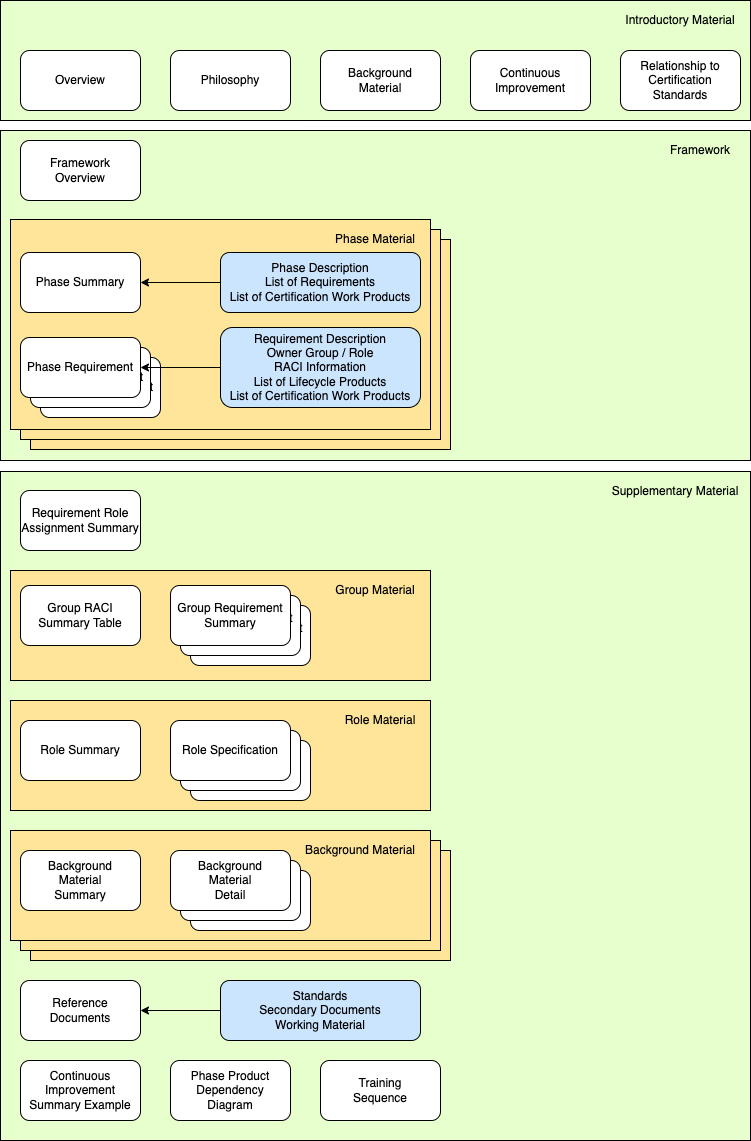 Introductory Material
Overview
Philosophy
Background
Material
Continuous
Improvement
Relationship to
Certification
Standards
Framework
Framework
Overview
Phase Material
Phase Summary
Phase Description
List of Requirements
List of Certification Work Products
Phase Requirement
t
t
Requirement Description
Owner Group / Role
RACI Information
List of Lifecycle Products
List of Certification Work Products
Supplementary Material
Requirement Role
Assignment Summary
Group Material
Group RACI
Summary Table
Group Requirement
Summary
t
t
Role Material
Role Summary
Role Specification
Background Material
Background
Material
Summary
Background
Material
Detail
Reference
Documents
Standards
Secondary Documents
Working Material
Continuous
Improvement
Summary Example
Phase Product
Dependency
Diagram
Training
Sequence